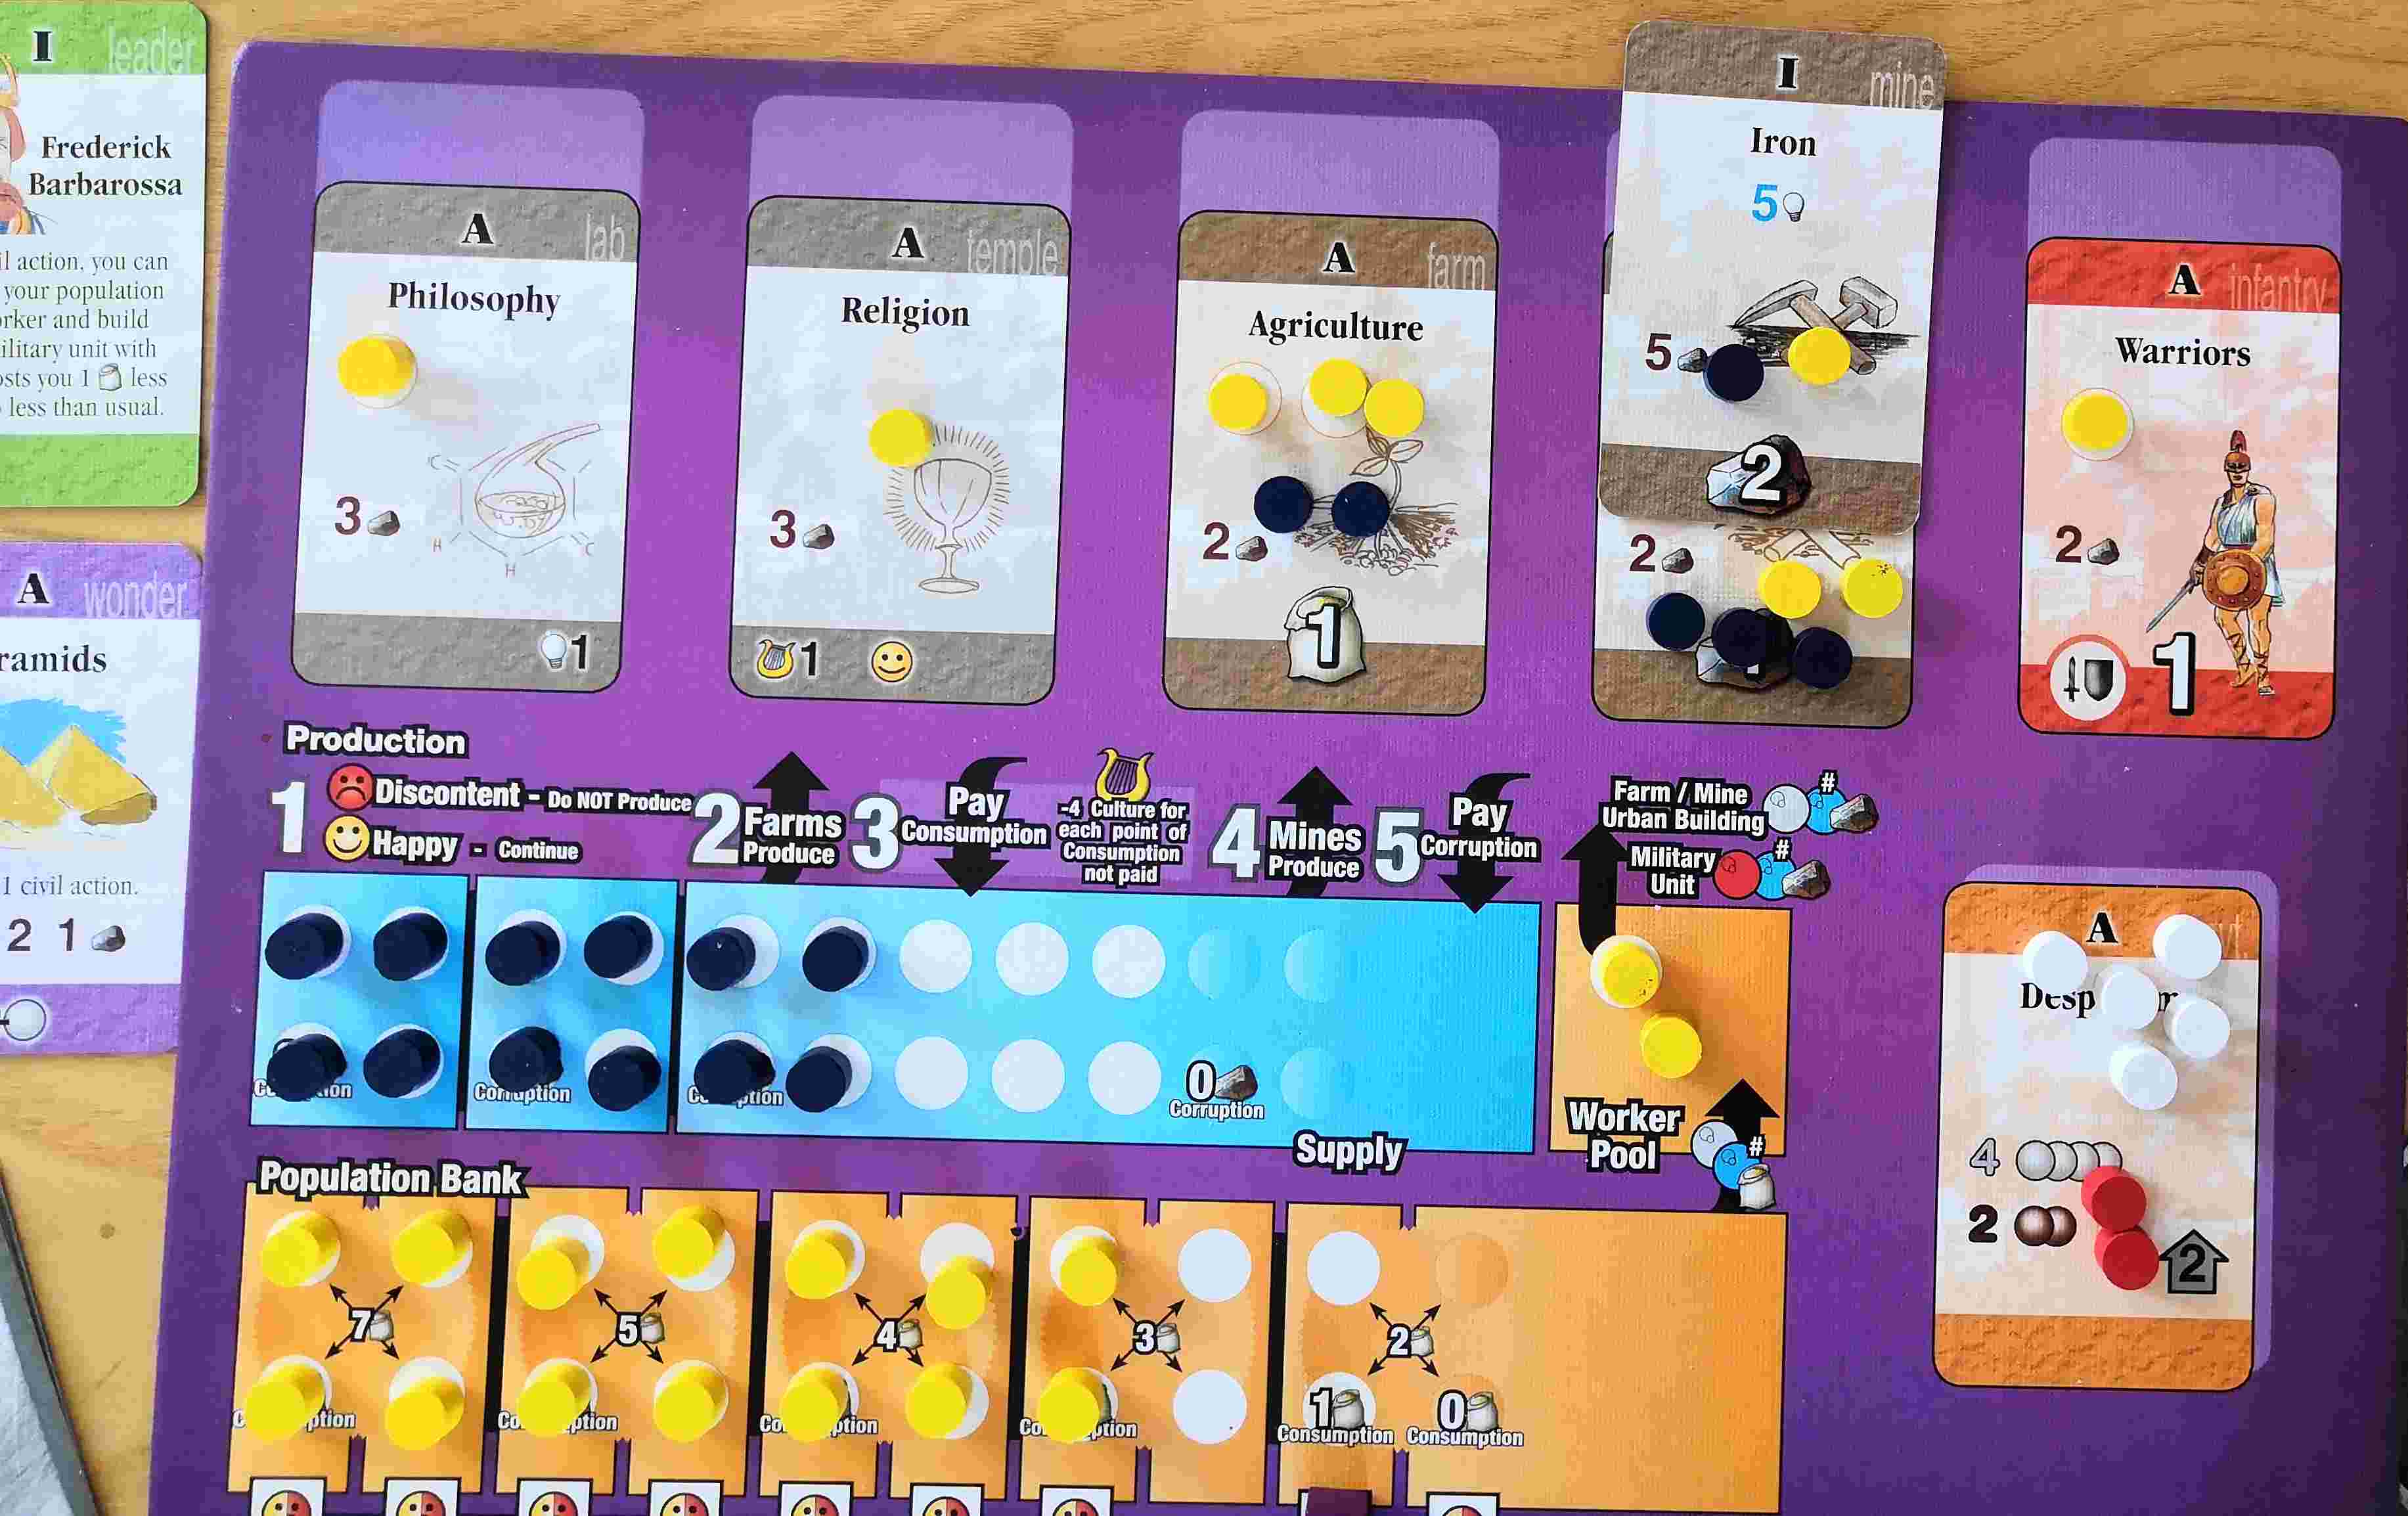 I leader
Frederick
Barbarossa
l action, you can
your population
rker and build
ilitary unit with
sts you 1 less
less than usual.
A wonder
ramids
1 civil action.
2 1
A lab
Philosophy
3
1
A temple
Religion
3
1
A farm
Agriculture
2
1
I mine
Iron
5
5
2
2
A infantry
Warriors
2
1
Production
1 Discontent - Do NOT Produce
Happy - Continue
2 Farms
Produce
3 Pay
Consumption
-4 Culture for
each point of
Consumption
not paid
4 Mines
Produce
5 Pay
Corruption
Farm / Mine #
Urban Building
Military #
Unit
Corruption
0
Corruption
Supply
Worker
Pool #
A
Desp
4
2
2
Population Bank
7
5
4
3
2
1
Consumption
0
Consumption